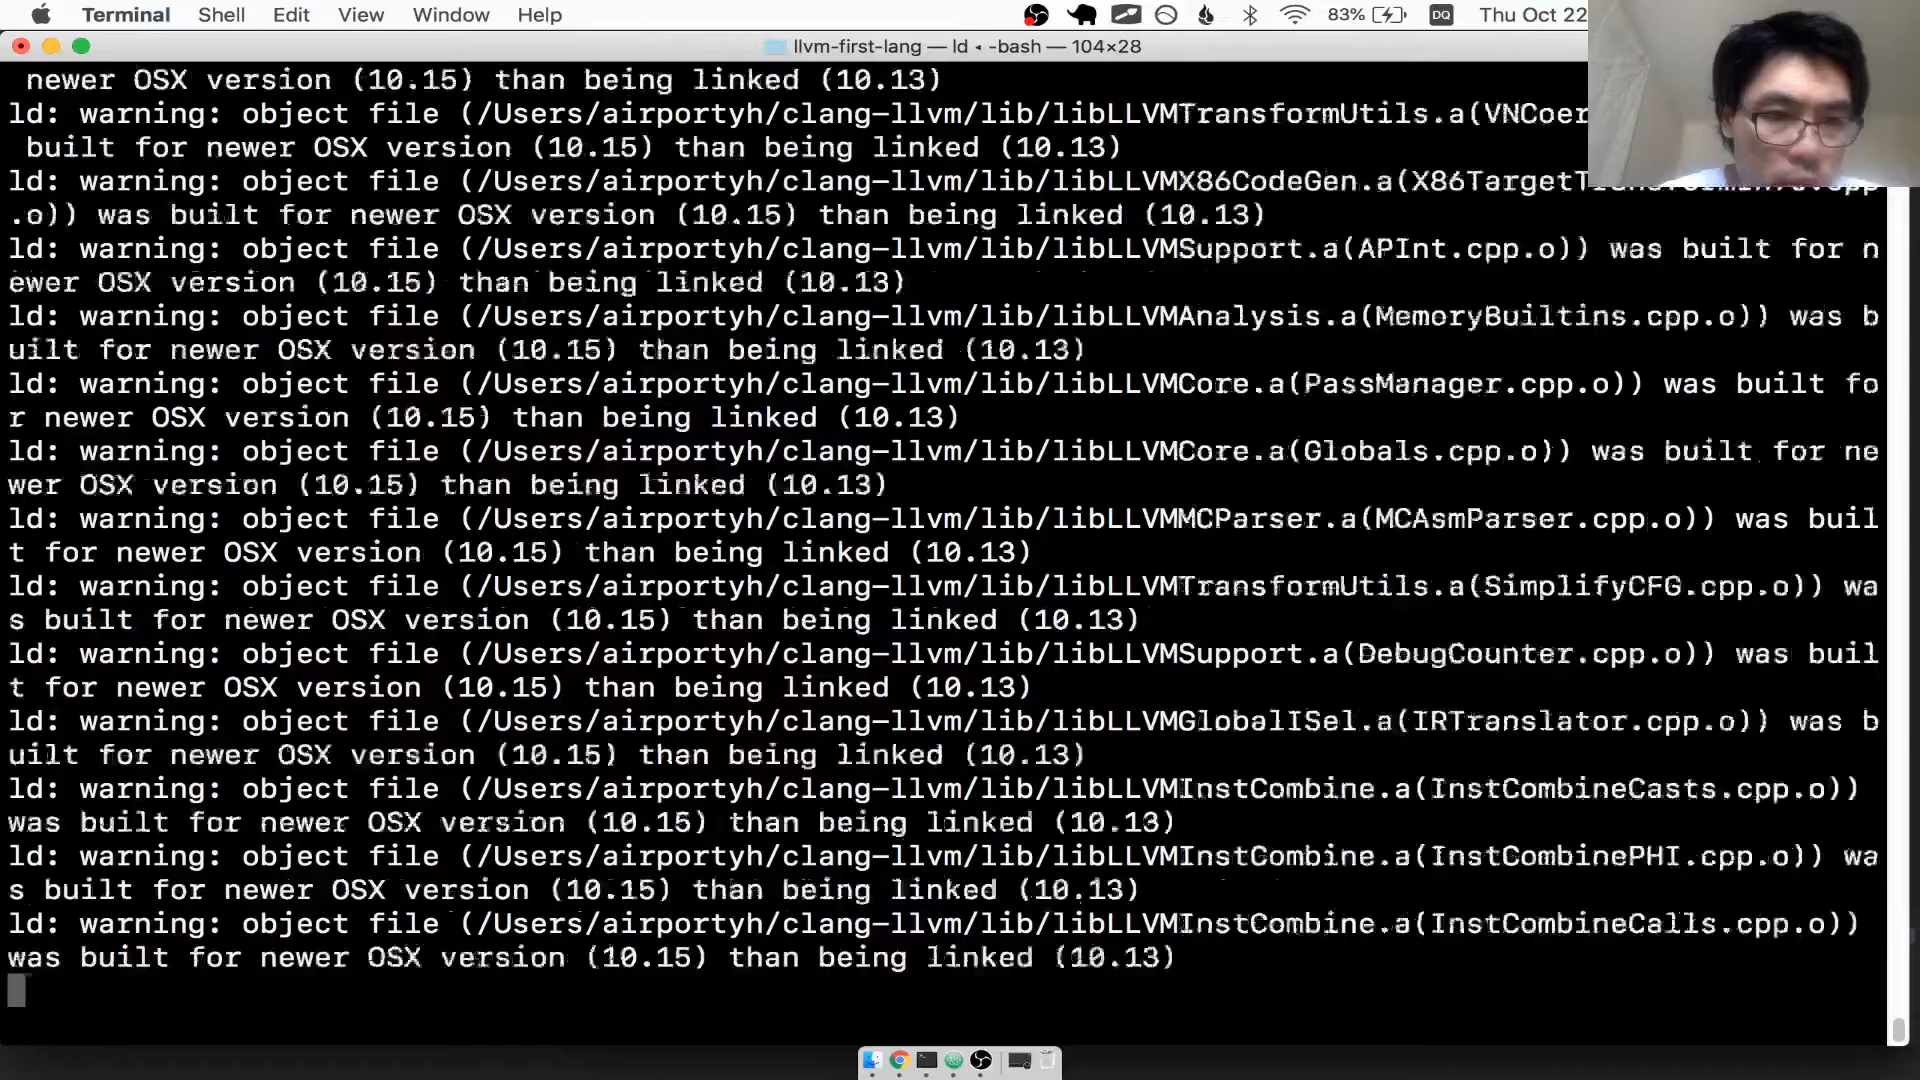 Terminal Shell Edit View Window Help 83% DQ Thu Oct 22
llvm-first-lang — ld ◂ -bash — 104×28
newer OSX version (10.15) than being linked (10.13)
ld: warning: object file (/Users/airportyh/clang-llvm/lib/libLLVMTransformUtils.a(VNCoer
built for newer OSX version (10.15) than being linked (10.13)
ld: warning: object file (/Users/airportyh/clang-llvm/lib/libLLVMX86CodeGen.a(
.o)) was built for newer OSX version (10.15) than being linked (10.13)
ld: warning: object file (/Users/airportyh/clang-llvm/lib/libLLVMSupport.a(APInt.cpp.o)) was built for n
ewer OSX version (10.15) than being linked (10.13)
ld: warning: object file (/Users/airportyh/clang-llvm/lib/libLLVMAnalysis.a(MemoryBuiltins.cpp.o)) was b
uilt for newer OSX version (10.15) than being linked (10.13)
ld: warning: object file (/Users/airportyh/clang-llvm/lib/libLLVMCore.a(PassManager.cpp.o)) was built fo
r newer OSX version (10.15) than being linked (10.13)
ld: warning: object file (/Users/airportyh/clang-llvm/lib/libLLVMCore.a(Globals.cpp.o)) was built for ne
wer OSX version (10.15) than being linked (10.13)
ld: warning: object file (/Users/airportyh/clang-llvm/lib/libLLVMMCParser.a(MCAsmParser.cpp.o)) was buil
t for newer OSX version (10.15) than being linked (10.13)
ld: warning: object file (/Users/airportyh/clang-llvm/lib/libLLVMTransformUtils.a(SimplifyCFG.cpp.o)) wa
s built for newer OSX version (10.15) than being linked (10.13)
ld: warning: object file (/Users/airportyh/clang-llvm/lib/libLLVMSupport.a(DebugCounter.cpp.o)) was buil
t for newer OSX version (10.15) than being linked (10.13)
ld: warning: object file (/Users/airportyh/clang-llvm/lib/libLLVMGlobalISel.a(IRTranslator.cpp.o)) was b
uilt for newer OSX version (10.15) than being linked (10.13)
ld: warning: object file (/Users/airportyh/clang-llvm/lib/libLLVMInstCombine.a(InstCombineCasts.cpp.o))
was built for newer OSX version (10.15) than being linked (10.13)
ld: warning: object file (/Users/airportyh/clang-llvm/lib/libLLVMInstCombine.a(InstCombinePHI.cpp.o)) wa
s built for newer OSX version (10.15) than being linked (10.13)
ld: warning: object file (/Users/airportyh/clang-llvm/lib/libLLVMInstCombine.a(InstCombineCalls.cpp.o))
was built for newer OSX version (10.15) than being linked (10.13)